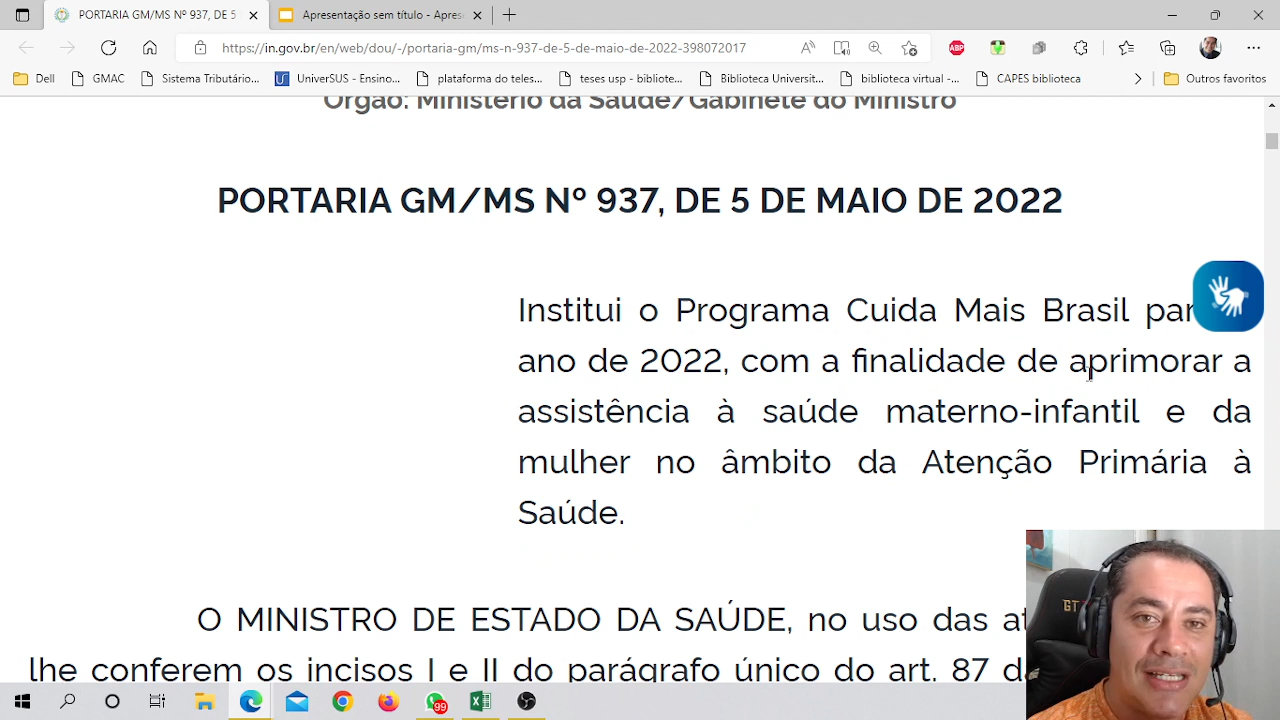 PORTARIA GM/MS Nº 937, DE 5
Apresentação sem título - Apres
https://in.gov.br/en/web/dou/-/portaria-gm/ms-n-937-de-5-de-maio-de-2022-398072017
ABP
Dell
GMAC
Sistema Tributário...
UniverSUS - Ensino...
plataforma do teles...
teses usp - bibliote...
Biblioteca Universit...
biblioteca virtual -...
CAPES biblioteca
Outros favoritos
Órgão: Ministério da Saúde/Gabinete do Ministro
PORTARIA GM/MS Nº 937, DE 5 DE MAIO DE 2022
Institui o Programa Cuida Mais Brasil par
ano de 2022, com a finalidade de aprimorar a
assistência à saúde materno-infantil e da
mulher no âmbito da Atenção Primária à
Saúde.
O MINISTRO DE ESTADO DA SAÚDE, no uso das at
lhe conferem os incisos I e II do parágrafo único do art. 87 da
GT
99